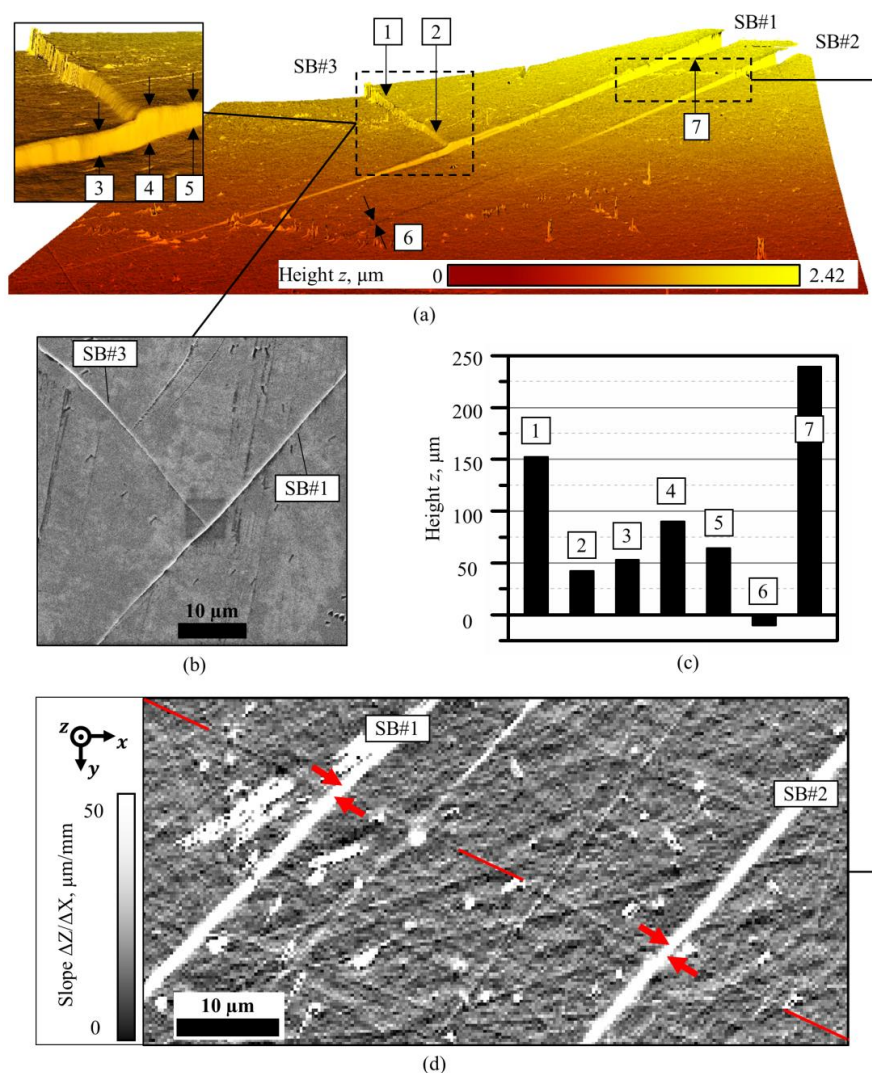 SB#1
1
2
SB#2
SB#3
7
3
4
5
6
Height z, μm
0
2.42
(a)
SB#3
SB#1
10 μm
(b)
250
200
150
100
50
0
Height z, μm
1
2
3
4
5
6
7
(c)
z
x
y
50
0
Slope ΔZ/ΔX, μm/mm
SB#1
SB#2
10 μm
(d)